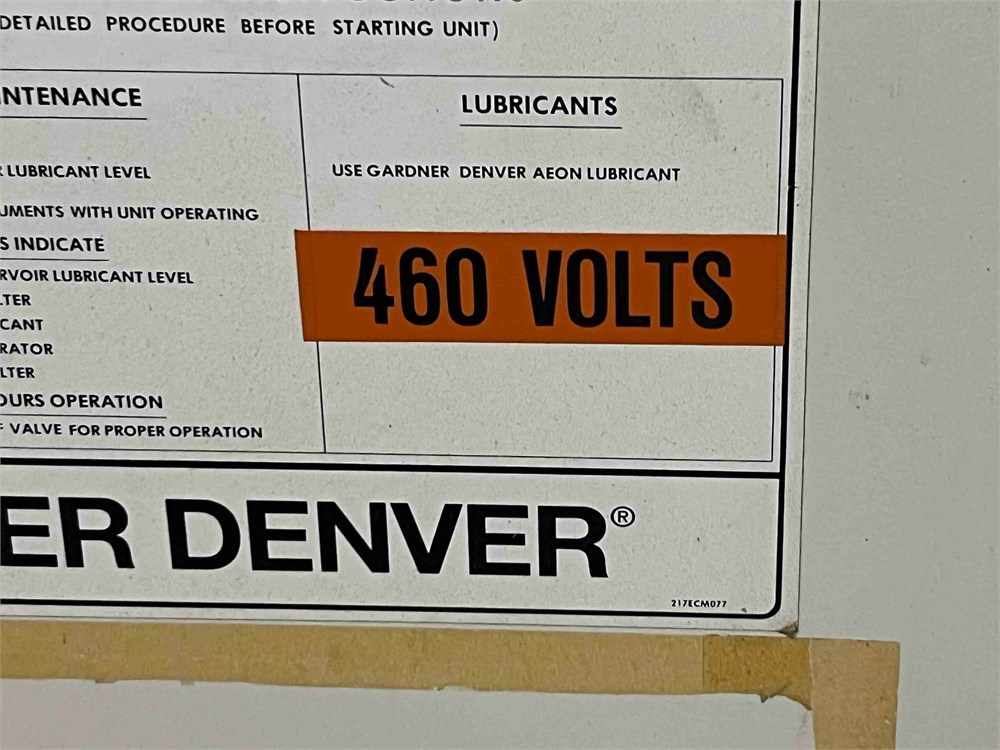 DETAILED PROCEDURE BEFORE STARTING UNIT)
NTENANCE
LUBRICANT LEVEL
UMENTS WITH UNIT OPERATING
S INDICATE
RVOIR LUBRICANT LEVEL
LTER
CANT
RATOR
LTER
OURS OPERATION
VALVE FOR PROPER OPERATION
LUBRICANTS
USE GARDNER DENVER AEON LUBRICANT
460 VOLTS
ER DENVER®
217ECM077